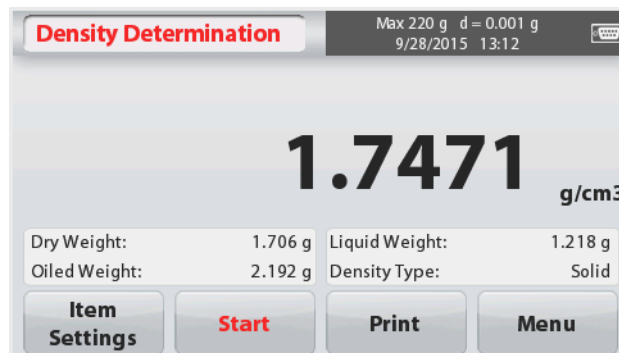 Density Determination
Max 220 g d = 0.001 g
9/28/2015 13:12
1.7471 g/cm3
Dry Weight: 1.706 g Liquid Weight: 1.218 g
Oiled Weight: 2.192 g Density Type: Solid
Item Settings
Start
Print
Menu